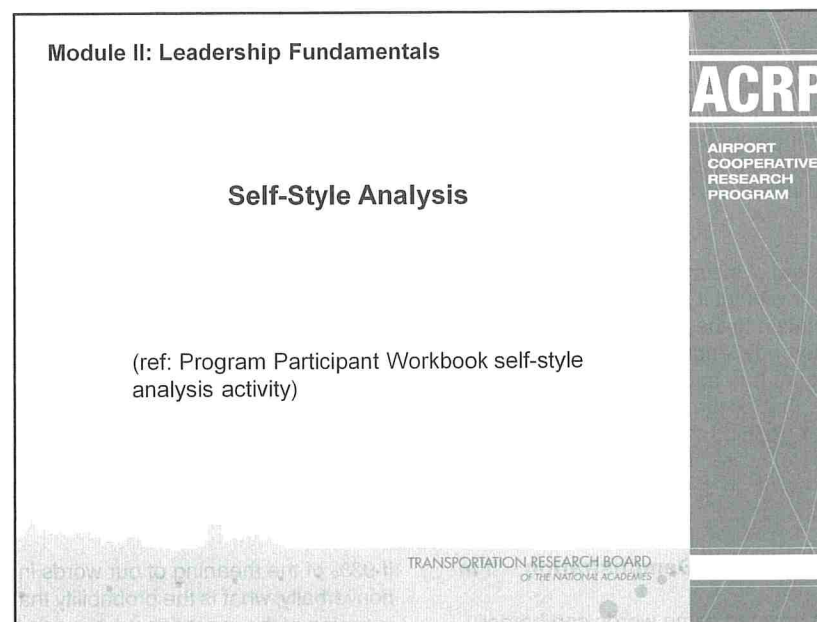 Module II: Leadership Fundamentals
ACRP
AIRPORT
COOPERATIVE
RESEARCH
PROGRAM
Self-Style Analysis
(ref: Program Participant Workbook self-style
analysis activity)
TRANSPORTATION RESEARCH BOARD
OF THE NATIONAL ACADEMIES